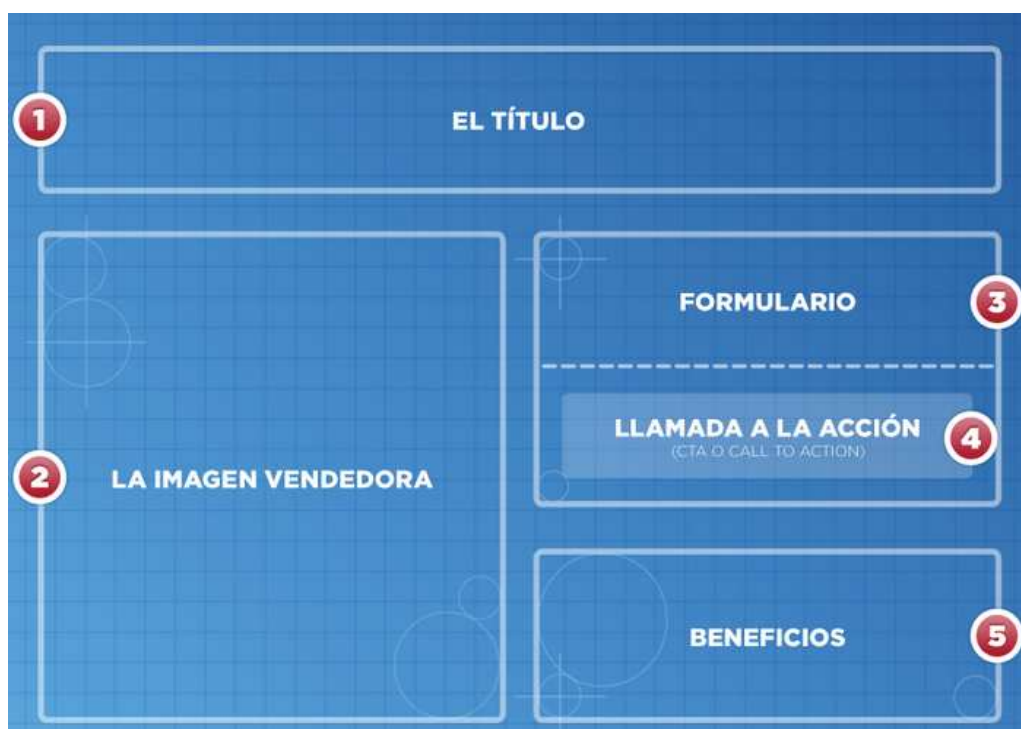 1
EL TÍTULO
2
LA IMAGEN VENDEDORA
FORMULARIO
3
LLAMADA A LA ACCIÓN
(CTA O CALL TO ACTION)
4
BENEFICIOS
5